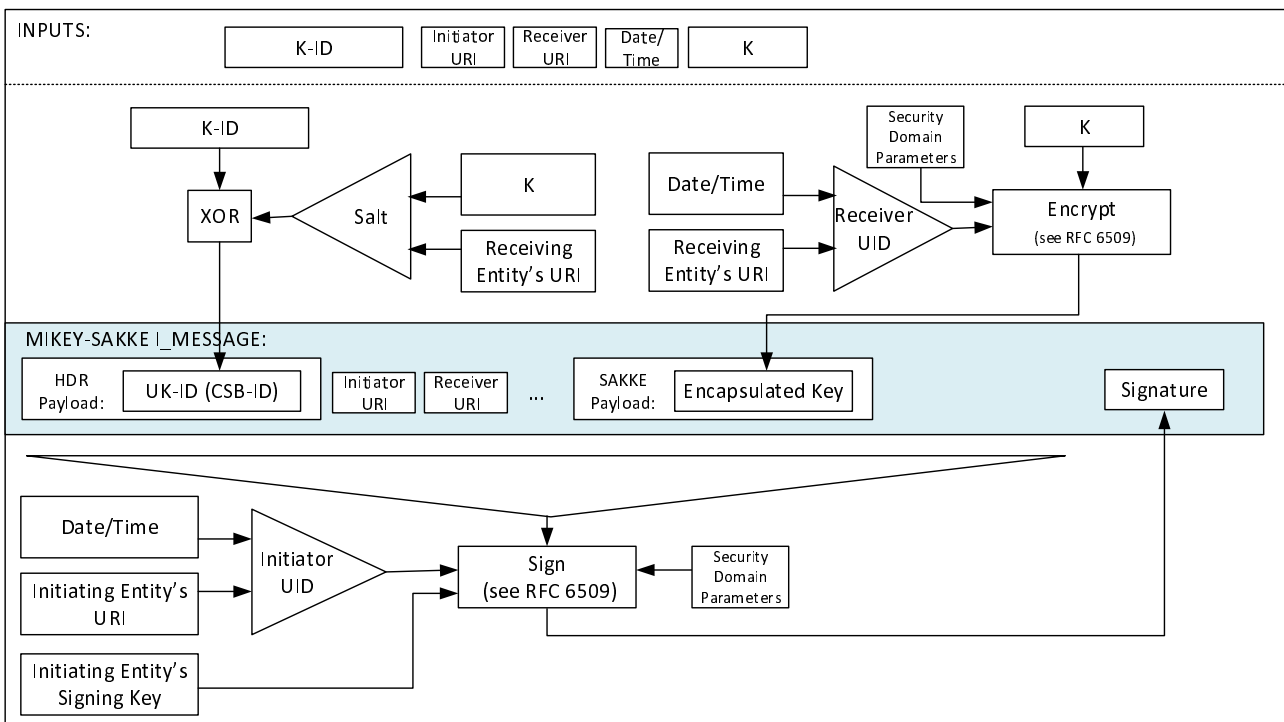 INPUTS:
K-ID
Initiator
URI
Receiver
URI
Date/
Time
K
K-ID
XOR
Salt
K
Receiving
Entity's URI
Date/Time
Receiving
Entity's URI
Receiver
UID
Security
Domain
Parameters
K
Encrypt
(see RFC 6509)
MIKEY-SAKKE I_MESSAGE:
HDR
Payload:
UK-ID (CSB-ID)
Initiator
URI
Receiver
URI
...
SAKKE
Payload:
Encapsulated Key
Signature
Date/Time
Initiating Entity's
URI
Initiator
UID
Sign
(see RFC 6509)
Security
Domain
Parameters
Initiating Entity's
Signing Key